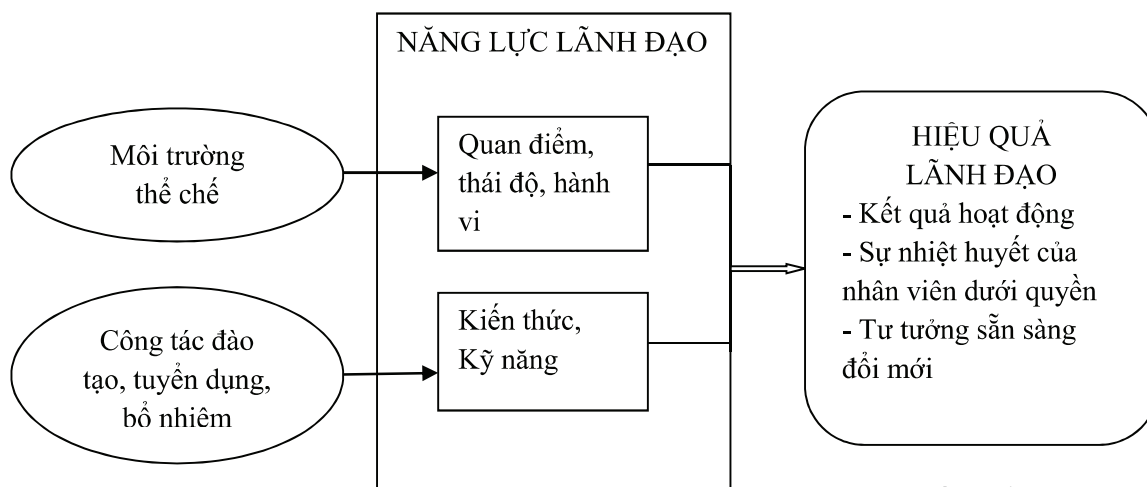 NĂNG LỰC LÃNH ĐẠO
Môi trường
thể chế
Quan điểm,
thái độ, hành
vi
Công tác đào
tạo, tuyển dụng,
bổ nhiêm
Kiến thức,
Kỹ năng
HIỆU QUẢ
LÃNH ĐẠO
- Kết quả hoạt động
- Sự nhiệt huyết của
nhân viên dưới quyền
- Tư tưởng sẵn sàng
đổi mới